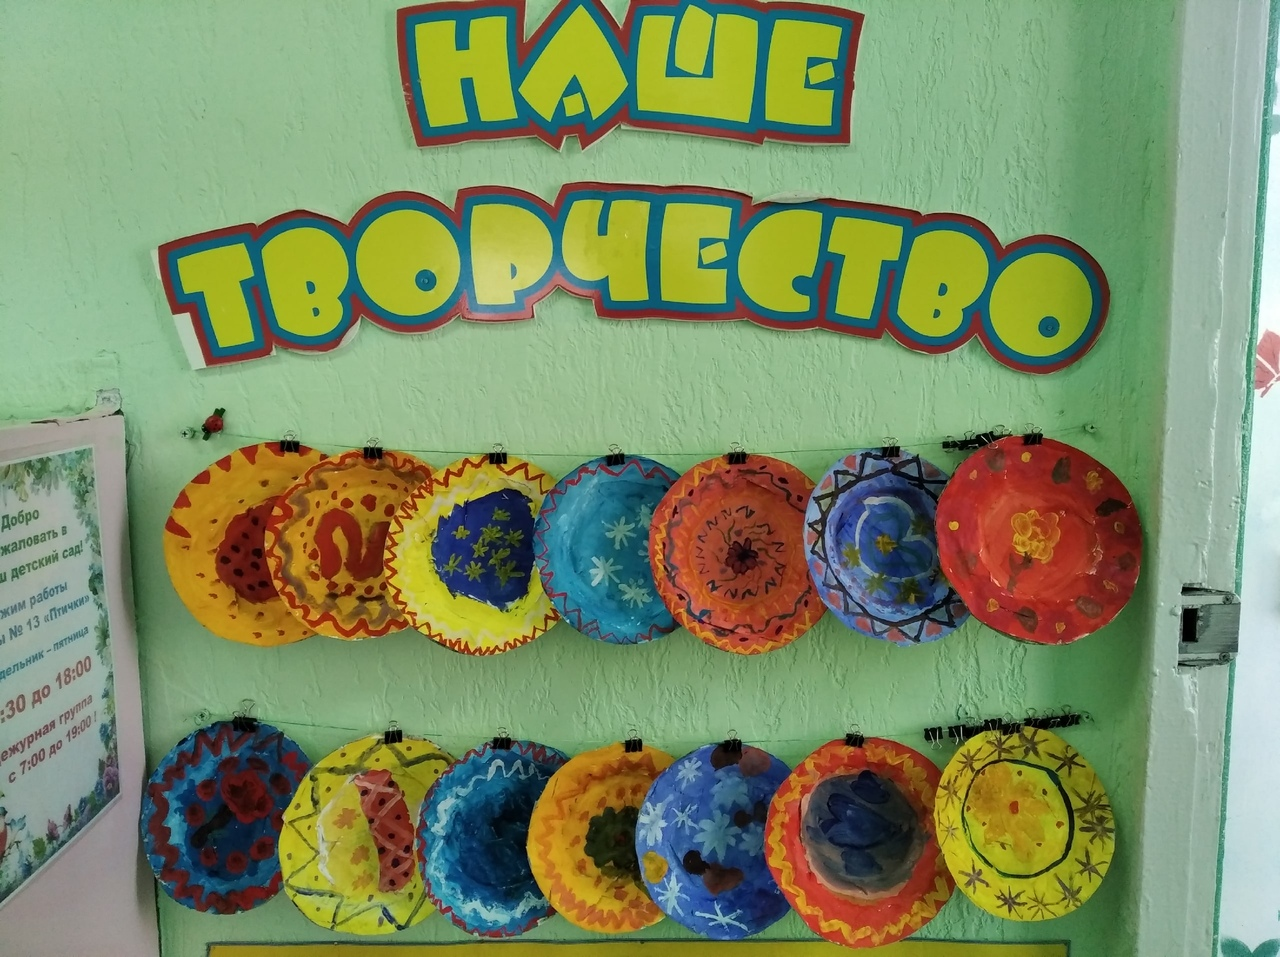 НАШЕ
ТВОРЧЕСТВО
Добро
в
детский сад!
работы
№ 13 «Птички»
– пятница
:30 до 18:00
группа
с 7:00 до 19:00!